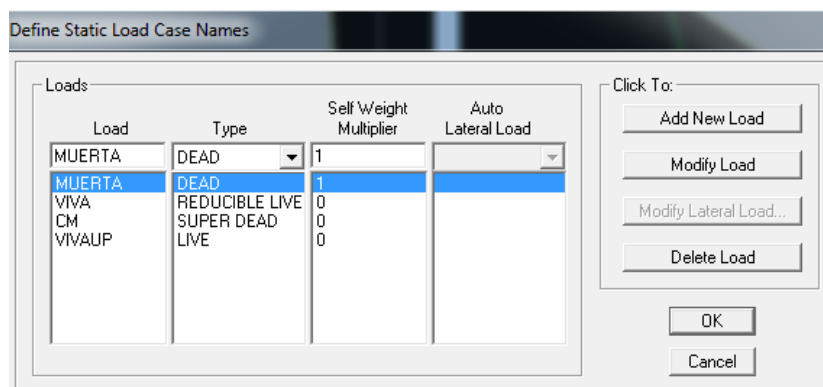 Define Static Load Case Names
Loads
Click To:
Load Type Self Weight Multiplier Auto Lateral Load
MUERTA DEAD 1
MUERTA DEAD 1
VIVA REDUCIBLE LIVE 0
CM SUPER DEAD 0
VIVAUP LIVE 0
Add New Load
Modify Load
Modify Lateral Load...
Delete Load
OK
Cancel